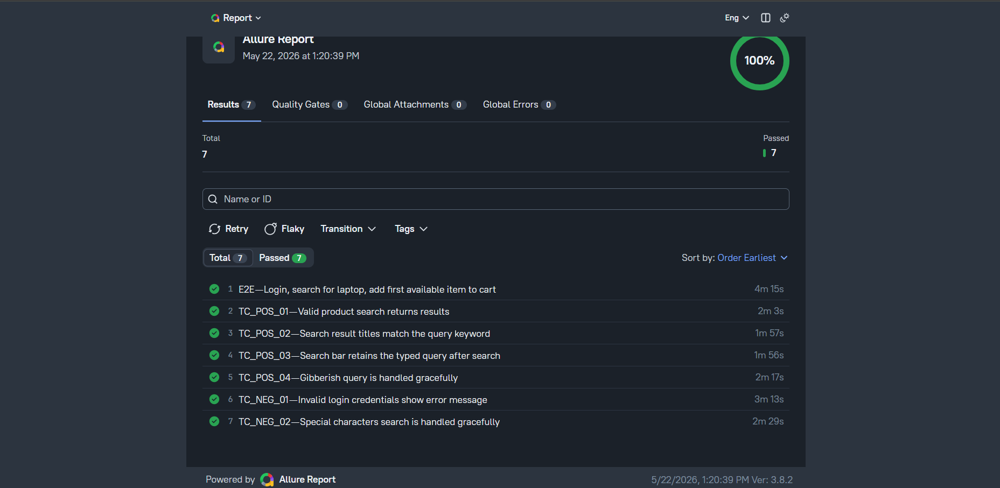 Report
Eng
Allure Report
May 22, 2026 at 1:20:39 PM
100%
Results 7 Quality Gates 0 Global Attachments 0 Global Errors 0
Total Passed
7 7
Name or ID
Retry Flaky Transition Tags
Total 7 Passed 7 Sort by: Order Earliest
1 E2E—Login, search for laptop, add first available item to cart 4m 15s
2 TC_POS_01—Valid product search returns results 2m 3s
3 TC_POS_02—Search result titles match the query keyword 1m 57s
4 TC_POS_03—Search bar retains the typed query after search 1m 56s
5 TC_POS_04—Gibberish query is handled gracefully 2m 17s
6 TC_NEG_01—Invalid login credentials show error message 3m 13s
7 TC_NEG_02—Special characters search is handled gracefully 2m 29s
Powered by Allure Report 5/22/2026, 1:20:39 PM Ver: 3.8.2